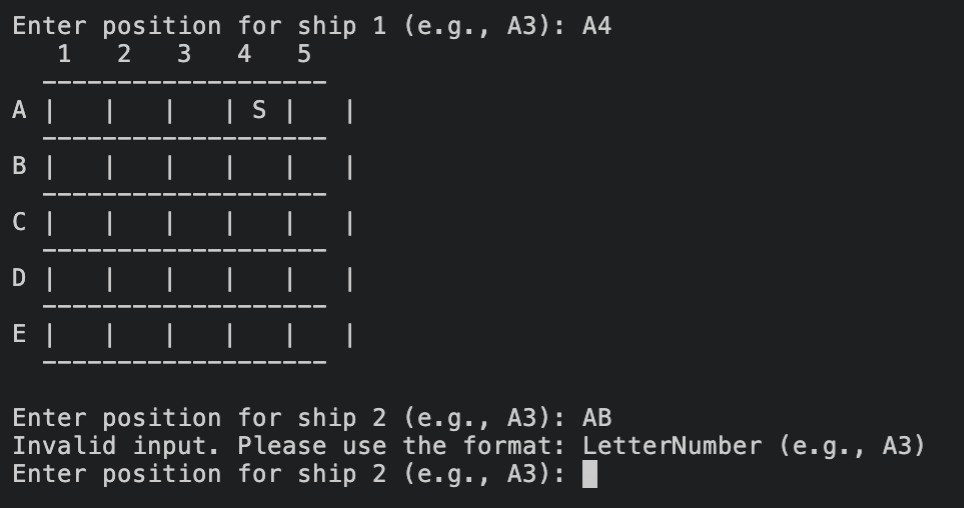 Enter position for ship 1 (e.g., A3): A4
   1   2   3   4   5
  -------------------
A |   |   |   | S |   |
  -------------------
B |   |   |   |   |   |
  -------------------
C |   |   |   |   |   |
  -------------------
D |   |   |   |   |   |
  -------------------
E |   |   |   |   |   |
  -------------------
Enter position for ship 2 (e.g., A3): AB
Invalid input. Please use the format: LetterNumber (e.g., A3)
Enter position for ship 2 (e.g., A3):